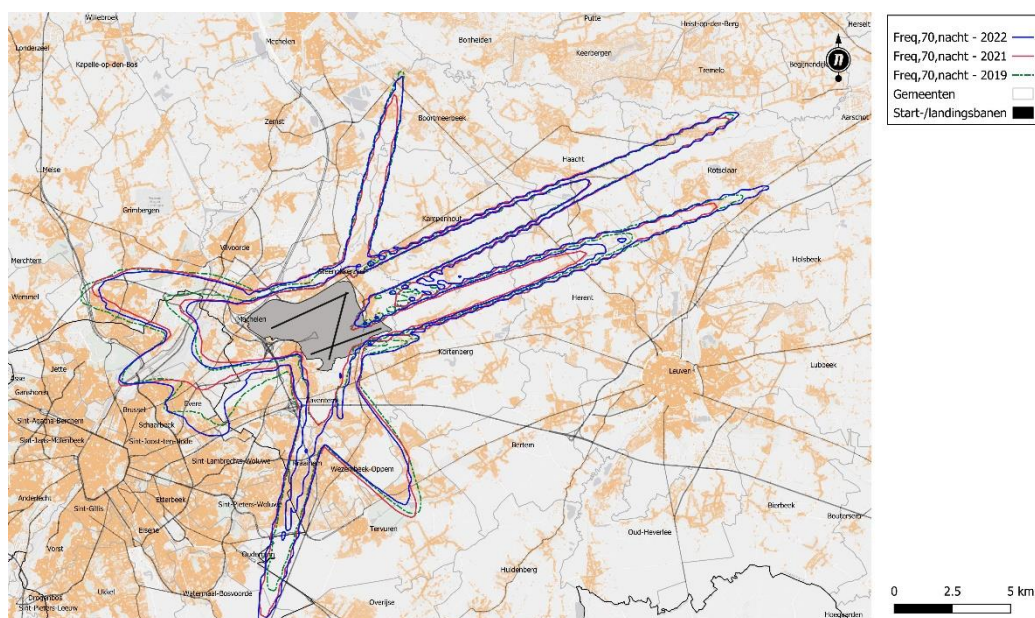 Willebroek
Putte
Heist-op-den-Berg
Herselt
Londerzeel
Mechelen
Bonheiden
Keerbergen
Kapelle-op-den-Bos
Tremelo
Begijnendijk
Zemst
Boortmeerbeek
Aarschot
Meise
Haacht
Rotselaar
Grimbergen
Kampenhout
Vilvoorde
Merchtem
Holsbeek
Wemmel
Herent
Machelen
Kortenberg
Jette
Leuven
Lubbeek
Ganshoren
Brussel
Evere
Zaventem
Sint-Agatha-Berchem
Schaarbeek
Sint-Jans-Molenbeek
Sint-Joost-ten-Node
Bertem
Sint-Lambrechts-Woluwe
Kraainem
Wezembeek-Oppem
Anderlecht
Etterbeek
Sint-Pieters-Woluwe
Bierbeek
Sint-Gillis
Boutersem
Elsene
Tervuren
Oud-Heverlee
Vorst
Oudergem
Huldenberg
Ukkel
Watermaal-Bosvoorde
Drogenbos
Overijse
Sint-Pieters-Leeuw
Hoegaarden
n
Freq,70,nacht - 2022
Freq,70,nacht - 2021
Freq,70,nacht - 2019
Gemeenten
Start-/landingsbanen
0 2.5 5 km